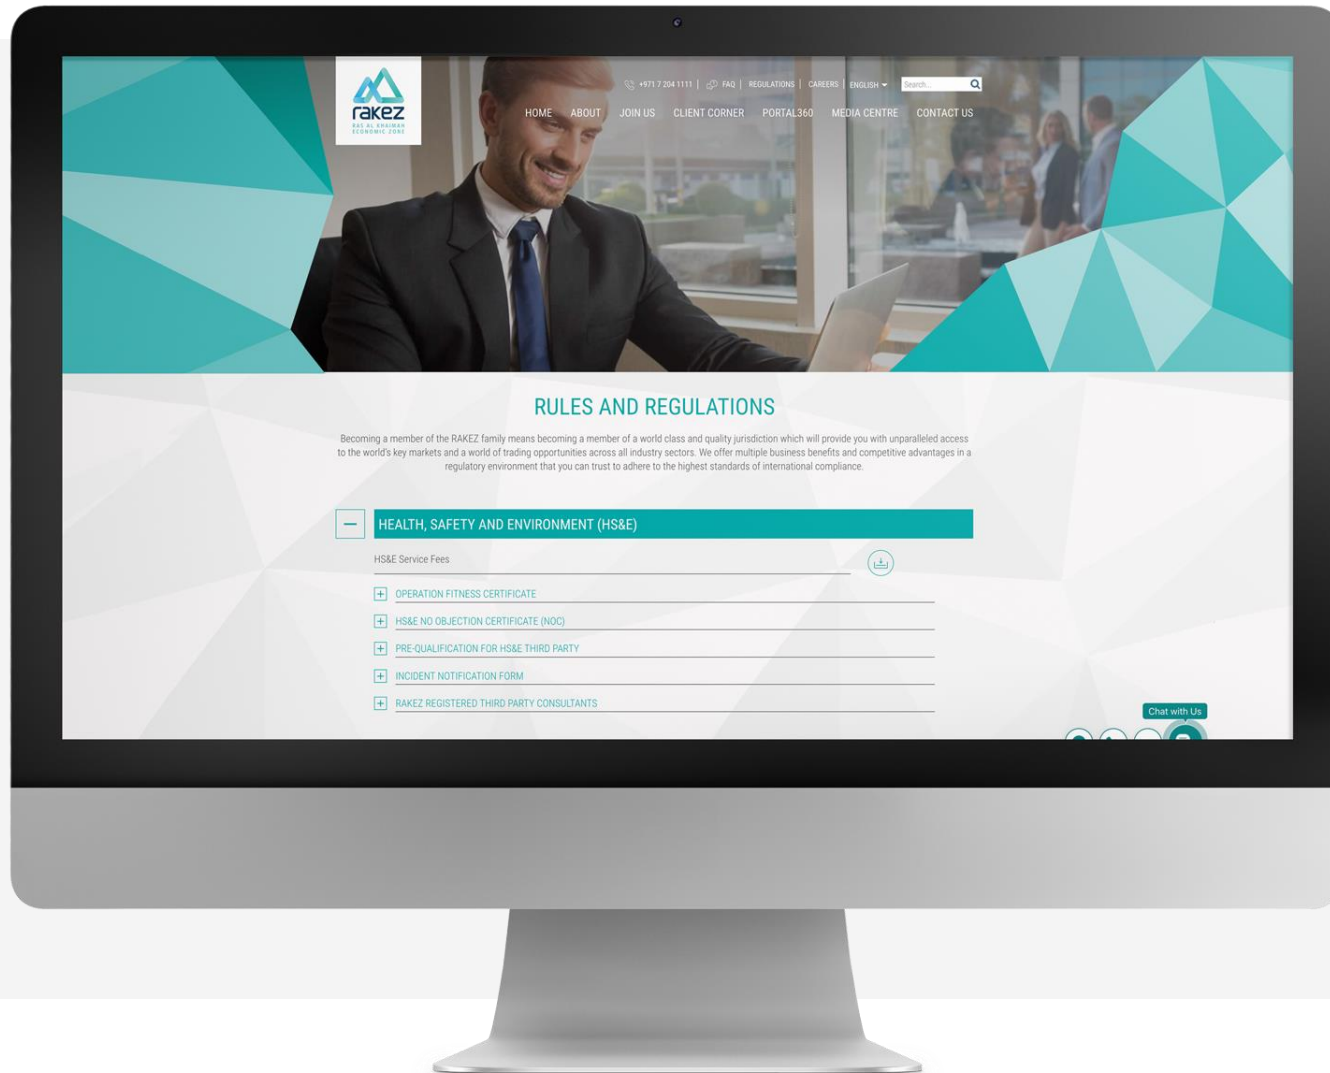 rakez
RAS AL KHAIMAH
ECONOMIC ZONE
+971 7 204 1111 | FAQ | REGULATIONS | CAREERS | ENGLISH
Search...
HOME ABOUT JOIN US CLIENT CORNER PORTAL360 MEDIA CENTRE CONTACT US
RULES AND REGULATIONS
Becoming a member of the RAKEZ family means becoming a member of a world class and quality jurisdiction which will provide you with unparalleled access
to the world's key markets and a world of trading opportunities across all industry sectors. We offer multiple business benefits and competitive advantages in a
regulatory environment that you can trust to adhere to the highest standards of international compliance.
HEALTH, SAFETY AND ENVIRONMENT (HS&E)
HS&E Service Fees
OPERATION FITNESS CERTIFICATE
HS&E NO OBJECTION CERTIFICATE (NOC)
PRE-QUALIFICATION FOR HS&E THIRD PARTY
INCIDENT NOTIFICATION FORM
RAKEZ REGISTERED THIRD PARTY CONSULTANTS
Chat with Us